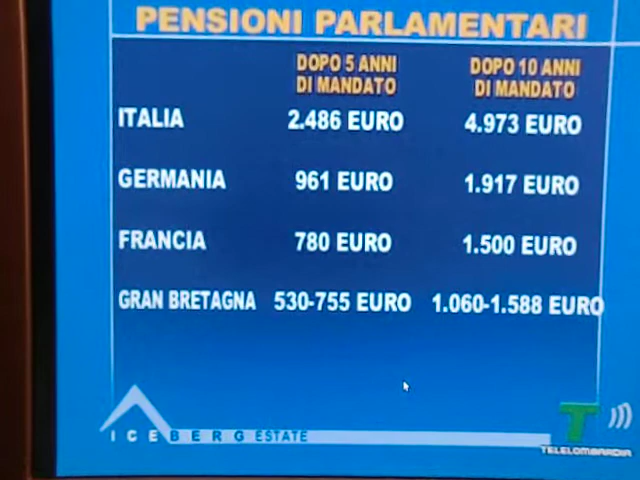 PENSIONI PARLAMENTARI
DOPO 5 ANNI DI MANDATO
DOPO 10 ANNI DI MANDATO
ITALIA 2.486 EURO 4.973 EURO
GERMANIA 961 EURO 1.917 EURO
FRANCIA 780 EURO 1.500 EURO
GRAN BRETAGNA 530-755 EURO 1.060-1.588 EURO
ICEBERG ESTATE
T
TELELOMBARDIA